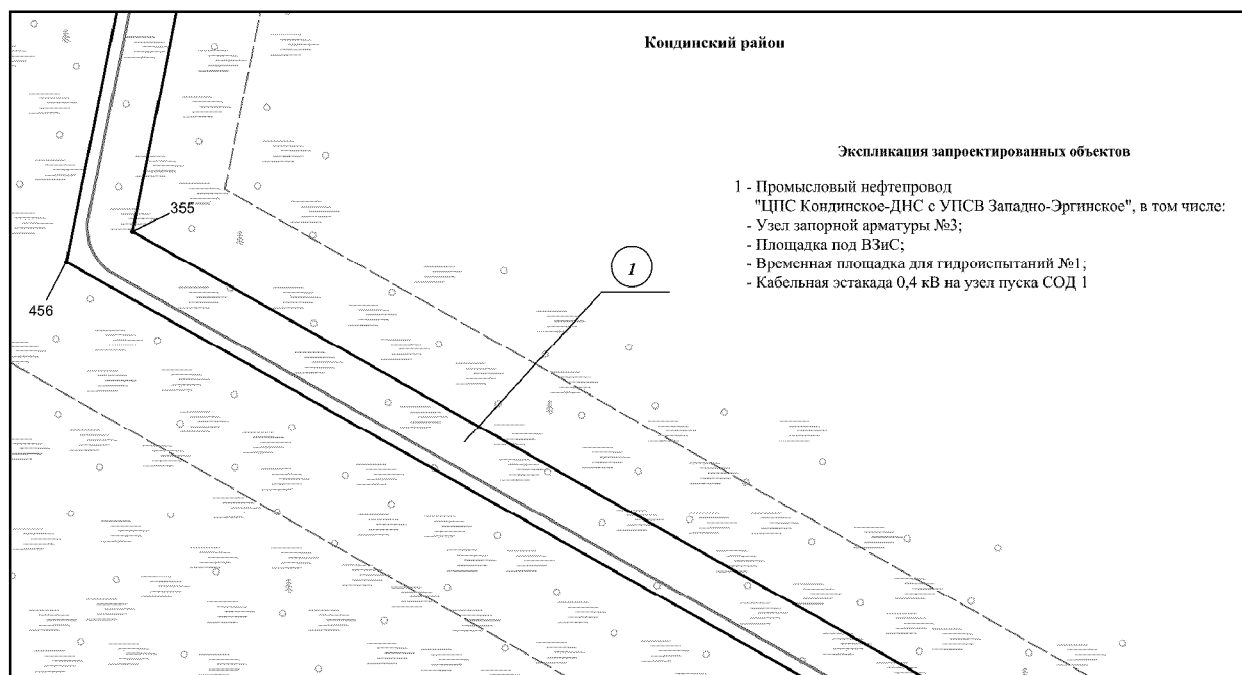 Кондинский район
Экспликация запроектированных объектов
1 - Промысловый нефтепровод
"ЦПС Кондинское-ДНС с УПСВ Западно-Эргинское", в том числе:
- Узел запорной арматуры №3;
- Площадка под ВЗиС;
- Временная площадка для гидроиспытаний №1;
- Кабельная эстакада 0,4 кВ на узел пуска СОД 1
355
1
456